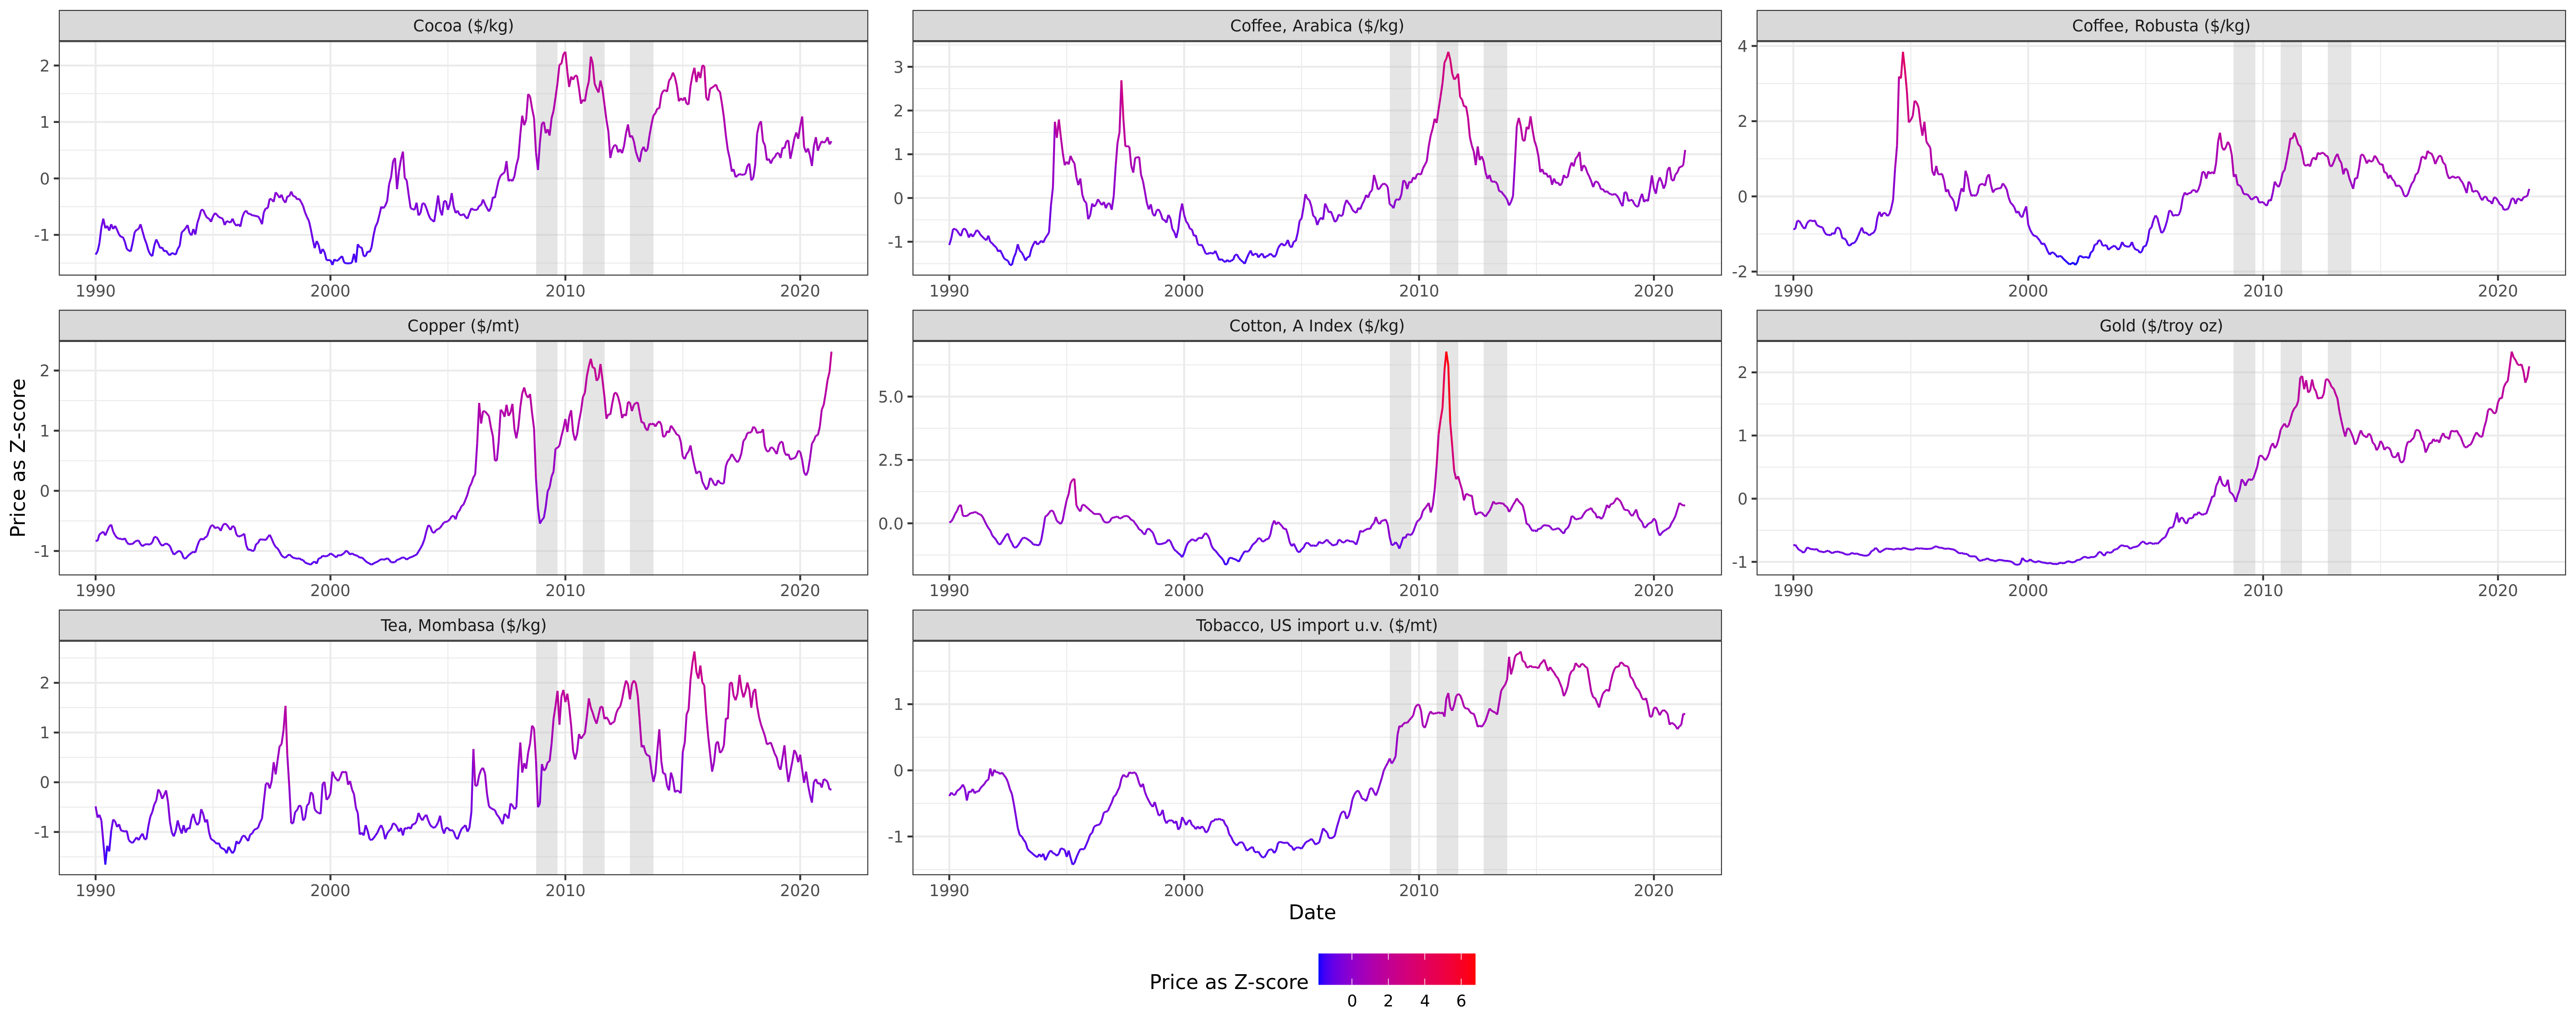 Cocoa ($/kg)
Coffee, Arabica ($/kg)
Coffee, Robusta ($/kg)
2
1
0
-1
3
2
1
0
-1
4
2
0
-2
1990 2000 2010 2020
1990 2000 2010 2020
1990 2000 2010 2020
Copper ($/mt)
Cotton, A Index ($/kg)
Gold ($/troy oz)
Price as Z-score
2
1
0
-1
5.0
2.5
0.0
2
1
0
-1
1990 2000 2010 2020
1990 2000 2010 2020
1990 2000 2010 2020
Tea, Mombasa ($/kg)
Tobacco, US import u.v. ($/mt)
2
1
0
-1
1
0
-1
1990 2000 2010 2020
1990 2000 2010 2020
Date
Price as Z-score
0 2 4 6